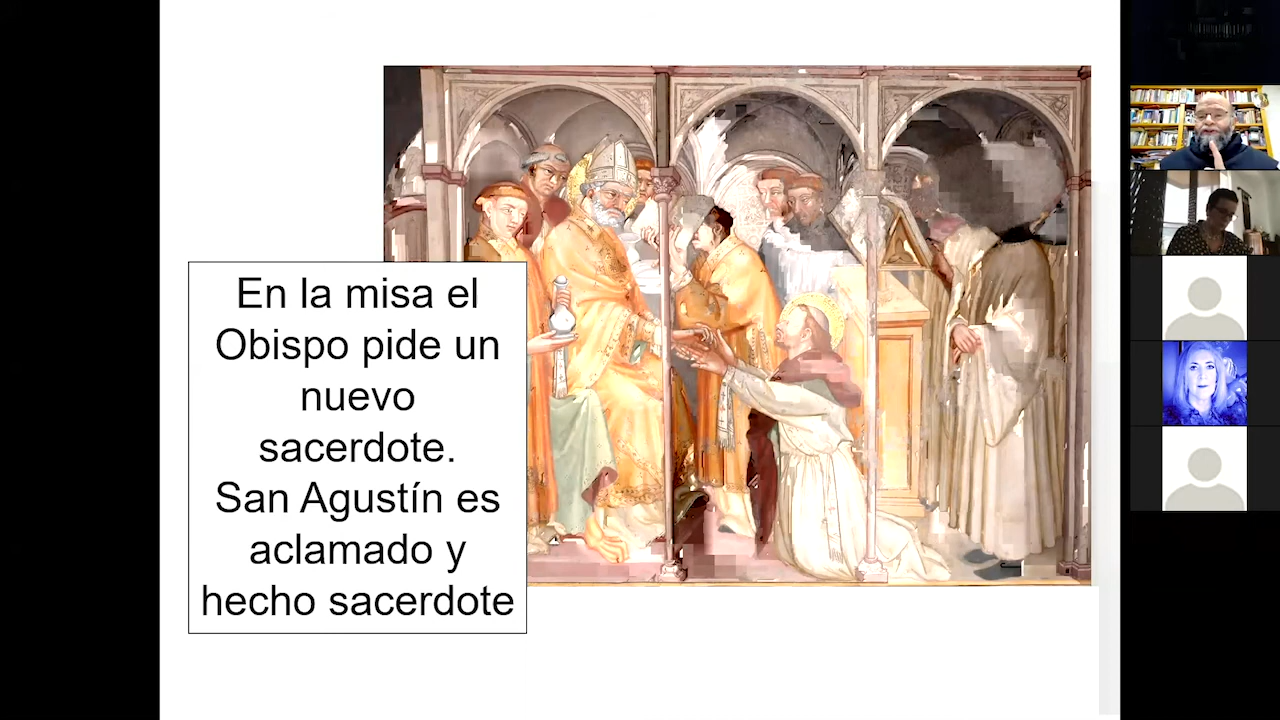 En la misa el
Obispo pide un
nuevo
sacerdote.
San Agustín es
aclamado y
hecho sacerdote